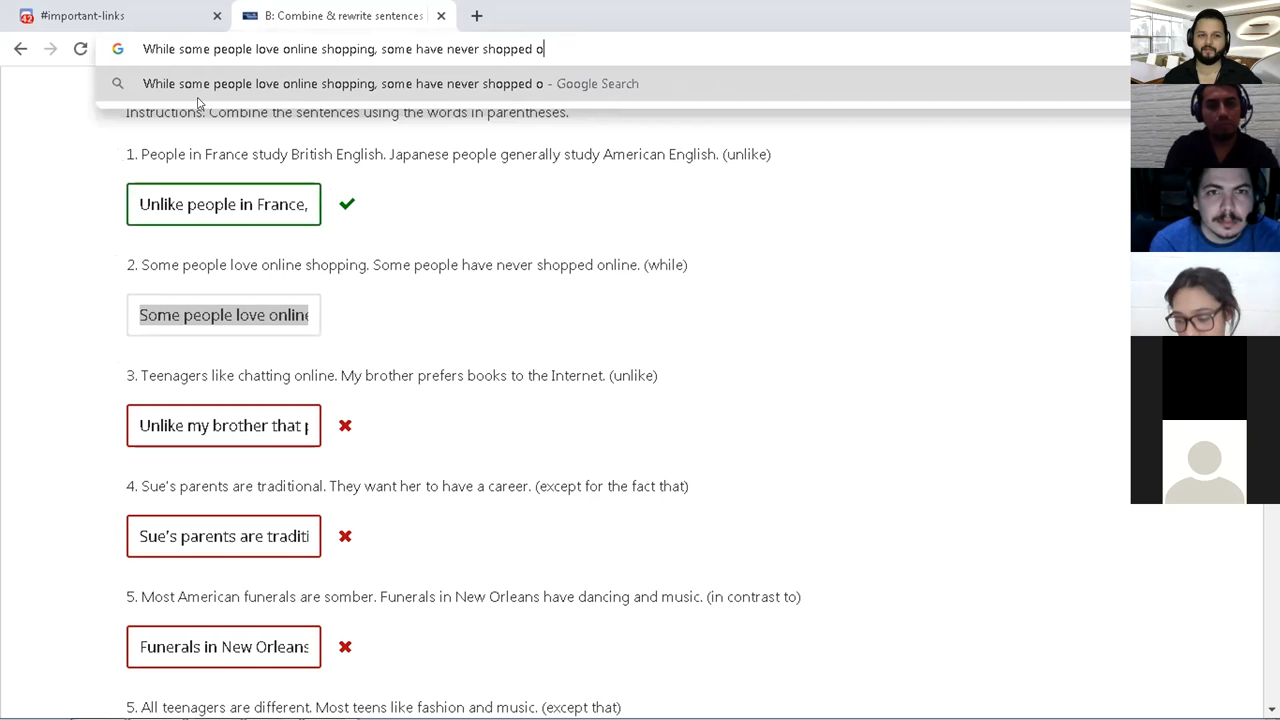 42
#important-links
B: Combine & rewrite sentences
While some people love online shopping, some have never shopped o
While some people love online shopping, some have never shopped o - Google Search
Instructions: Combine the sentences using the words in parentheses.
1. People in France study British English. Japanese people generally study American English. (unlike)
Unlike people in France,
2. Some people love online shopping. Some people have never shopped online. (while)
Some people love online
3. Teenagers like chatting online. My brother prefers books to the Internet. (unlike)
Unlike my brother that p
4. Sue's parents are traditional. They want her to have a career. (except for the fact that)
Sue's parents are traditi
5. Most American funerals are somber. Funerals in New Orleans have dancing and music. (in contrast to)
Funerals in New Orleans
5. All teenagers are different. Most teens like fashion and music. (except that)